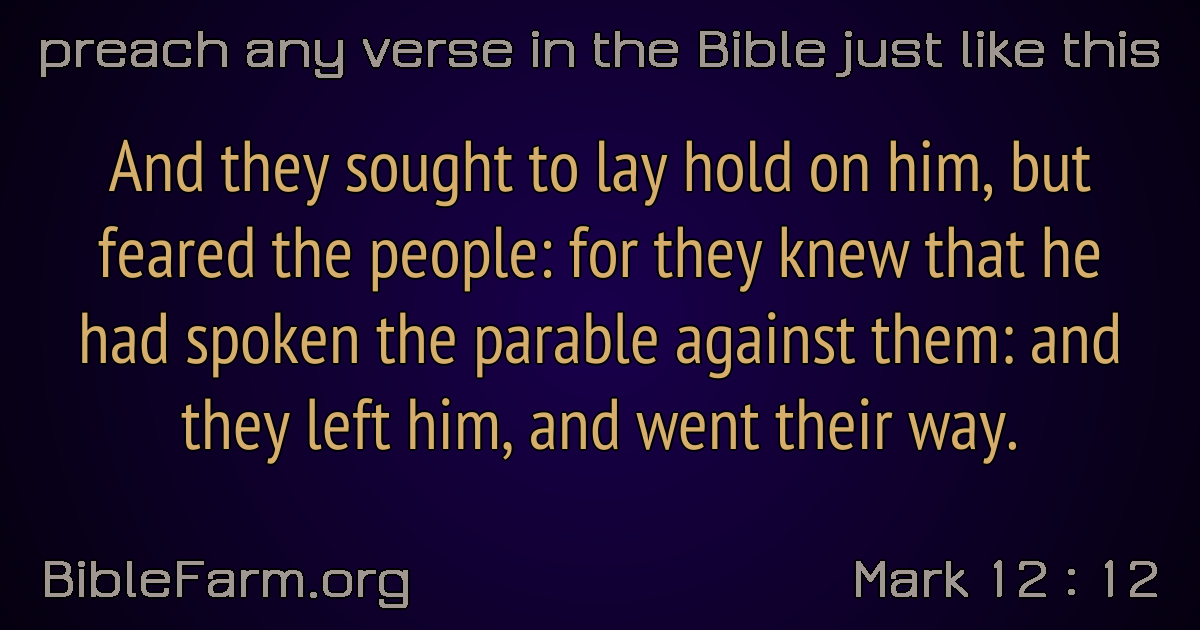 preach any verse in the Bible just like this
And they sought to lay hold on him, but
feared the people: for they knew that he
had spoken the parable against them: and
they left him, and went their way.
BibleFarm.org
Mark 12 : 12